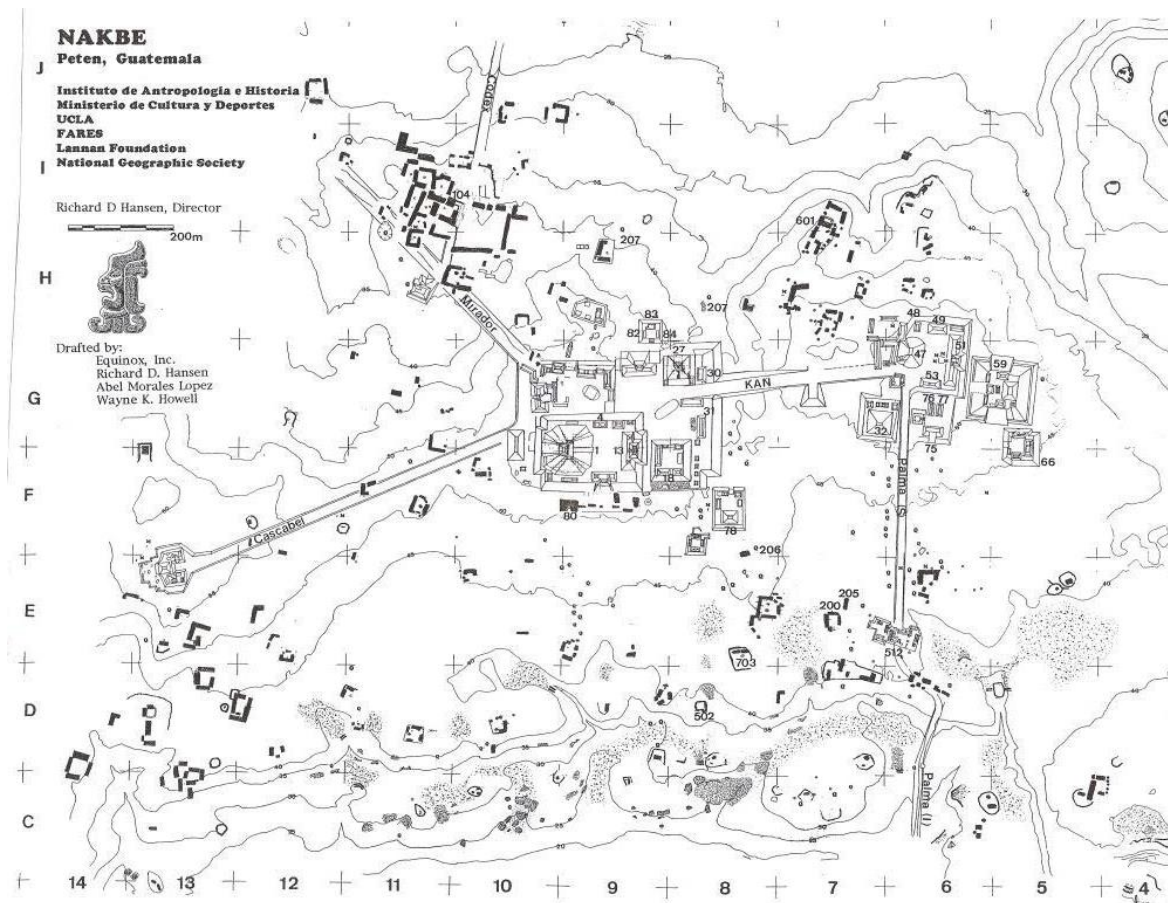 NAKBE
Peten, Guatemala
Instituto de Antropologia e Historia
Ministerio de Cultura y Deportes
UCLA
FARES
Lannan Foundation
National Geographic Society
Richard D Hansen, Director
200m
Drafted by:
Equinox, Inc.
Richard D. Hansen
Abel Morales Lopez
Wayne K. Howell
J
I
H
G
F
E
D
C
14
13
12
11
10
9
8
7
6
5
4
Codex
104
601
207
Mirador
207
83
82
84
27
30
KAN
48
49
51
47
59
53
76
77
32
75
66
31
4
1
13
18
80
78
Cascabel
206
205
200
512
703
502
Palma (S)
Palma (I)